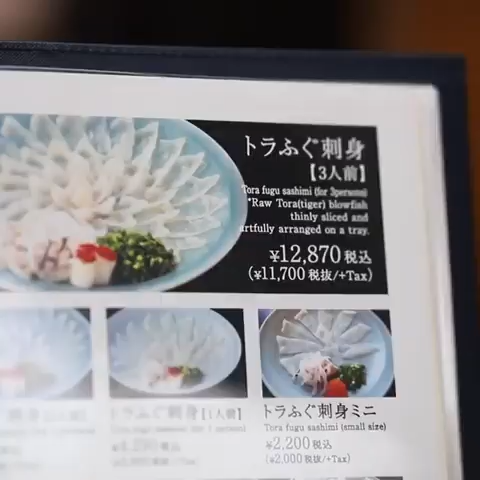 トラふぐ刺身
【3人前】
Tora fugu sashimi (for 3persons)
*Raw Tora(tiger) blowfish
thinly sliced and
artfully arranged on a tray.
¥12,870税込
(¥11,700税抜/+Tax)
トラふぐ刺身【1人前】
トラふぐ刺身ミニ
Tora fugu sashimi (small size)
¥2,200税込
(¥2,000税抜/+Tax)